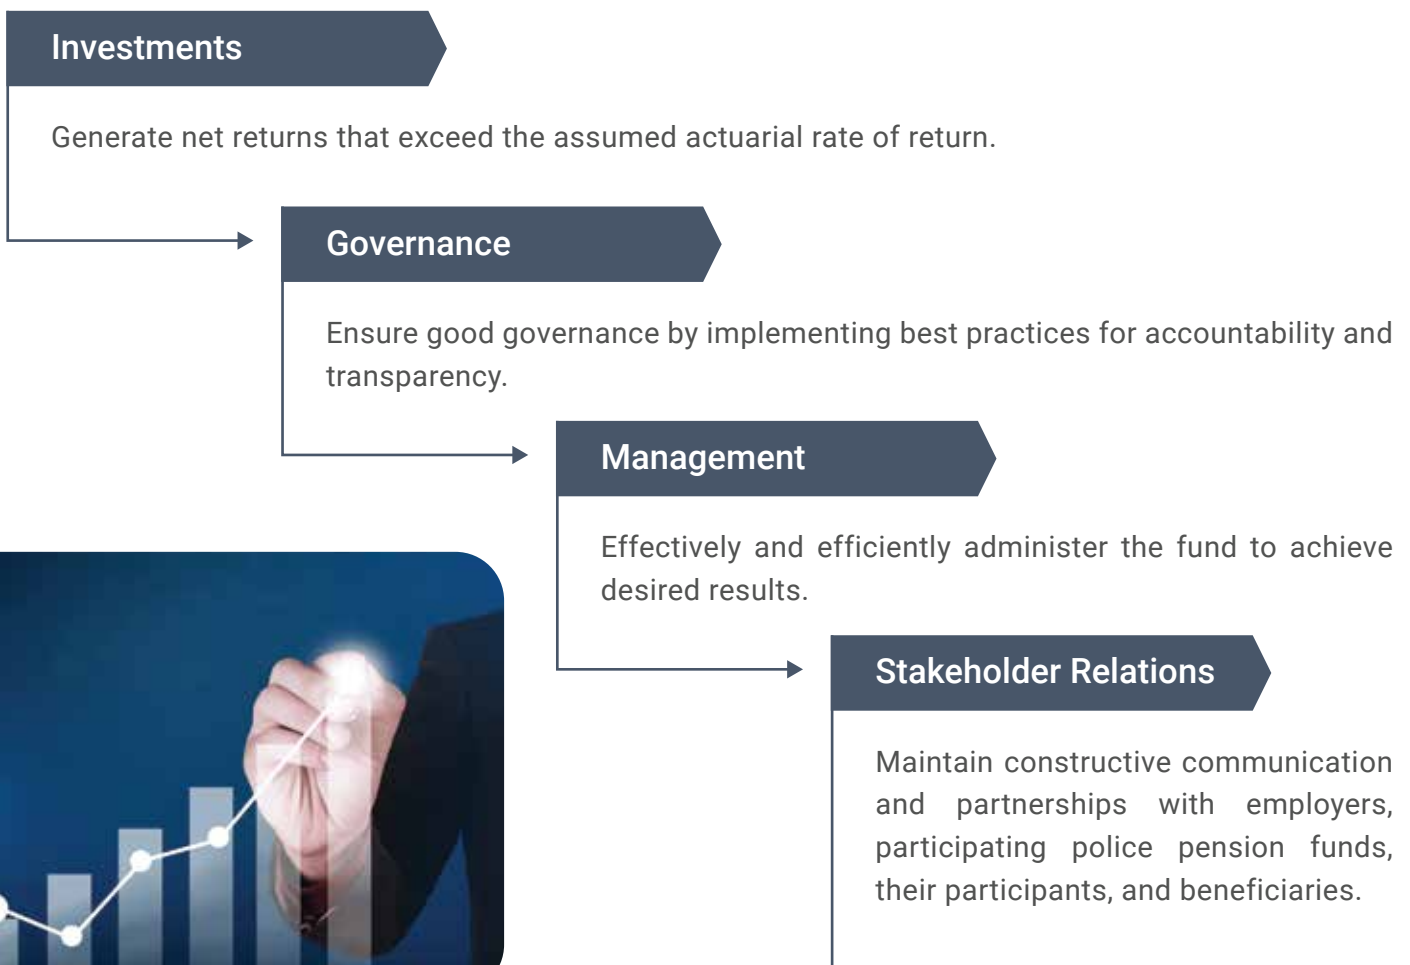 Investments
Generate net returns that exceed the assumed actuarial rate of return.
Governance
Ensure good governance by implementing best practices for accountability and
transparency.
Management
Effectively and efficiently administer the fund to achieve
desired results.
Stakeholder Relations
Maintain constructive communication
and partnerships with employers,
participating police pension funds,
their participants, and beneficiaries.